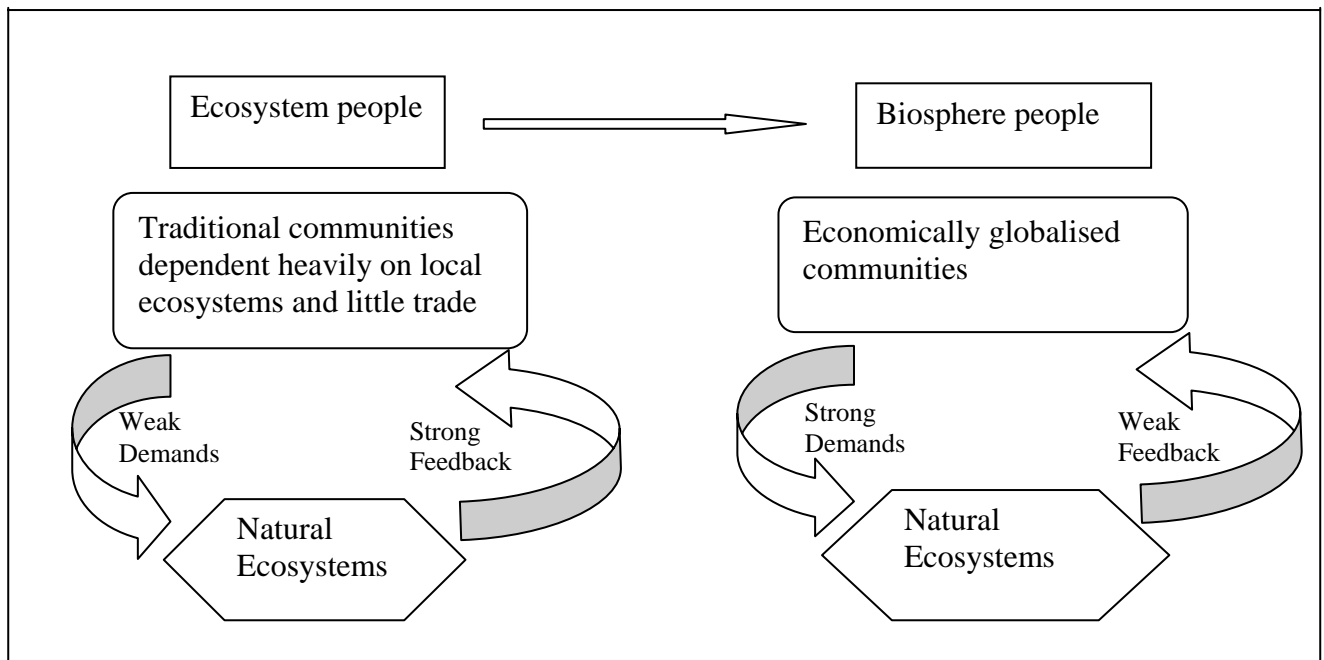 Ecosystem people
Biosphere people
Traditional communities
dependent heavily on local
ecosystems and little trade
Economically globalised
communities
Weak
Demands
Strong
Feedback
Strong
Demands
Weak
Feedback
Natural
Ecosystems
Natural
Ecosystems